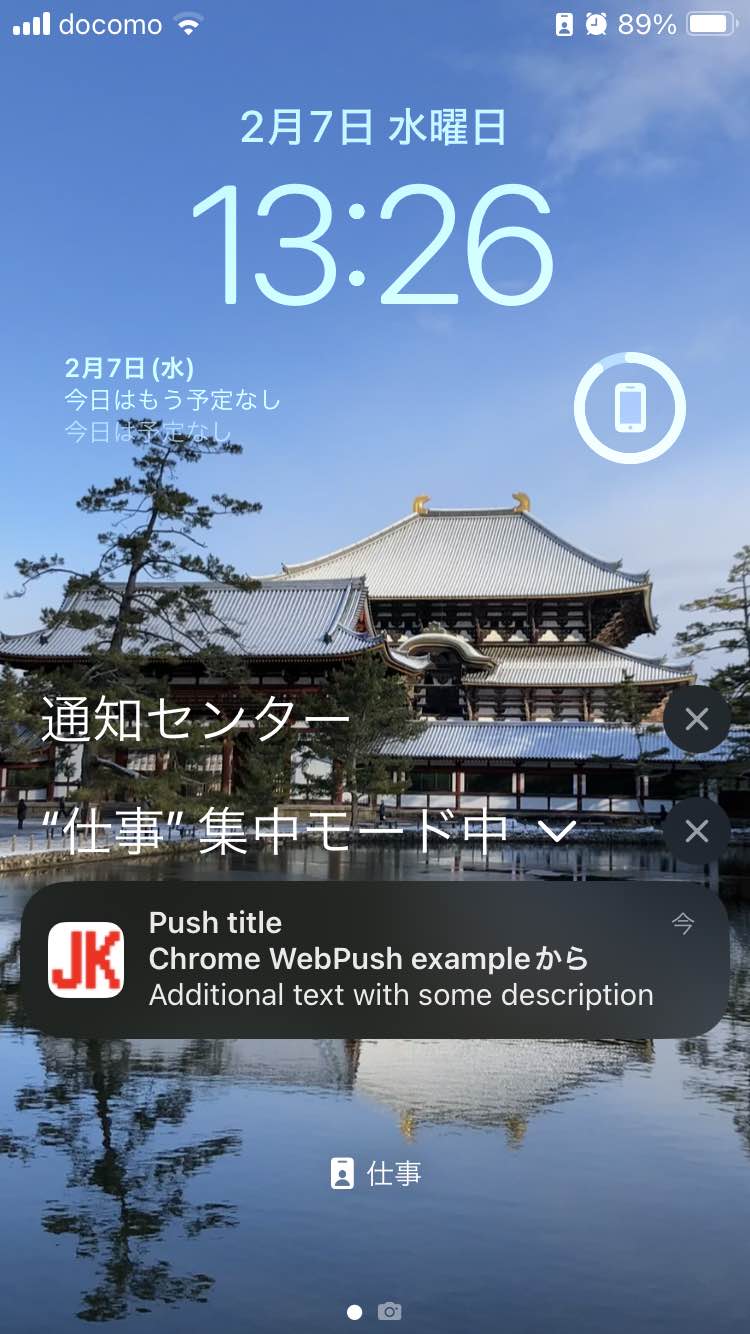 docomo 89%
2月7日 水曜日
13:26
2月7日(水)
今日はもう予定なし
今日は予定なし
通知センター
“仕事” 集中モード中
JK
Push title
今
Chrome WebPush exampleから
Additional text with some description
仕事